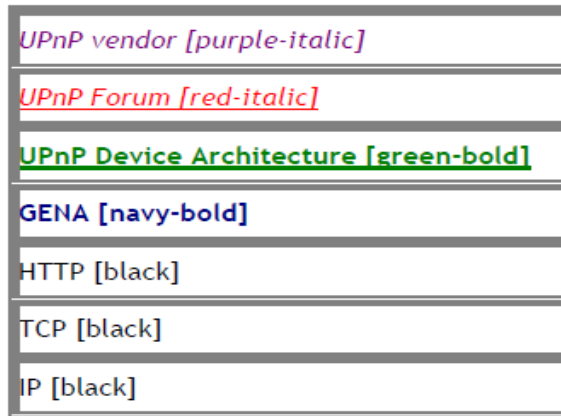 UPnP vendor [purple-italic]
UPnP Forum [red-italic]
UPnP Device Architecture [green-bold]
GENA [navy-bold]
HTTP [black]
TCP [black]
IP [black]